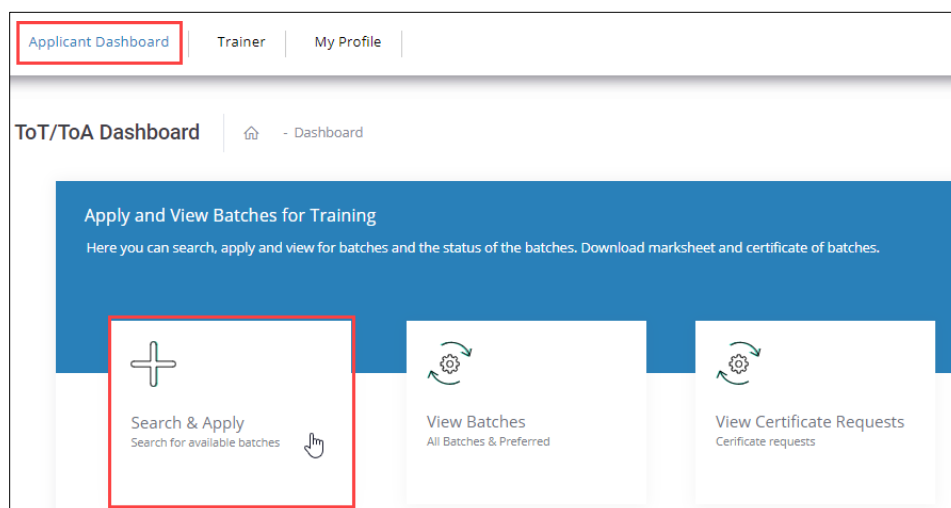 Applicant Dashboard Trainer My Profile
ToT/ToA Dashboard - Dashboard
Apply and View Batches for Training
Here you can search, apply and view for batches and the status of the batches. Download marksheet and certificate of batches.
Search & Apply
Search for available batches
View Batches
All Batches & Preferred
View Certificate Requests
Cerificate requests